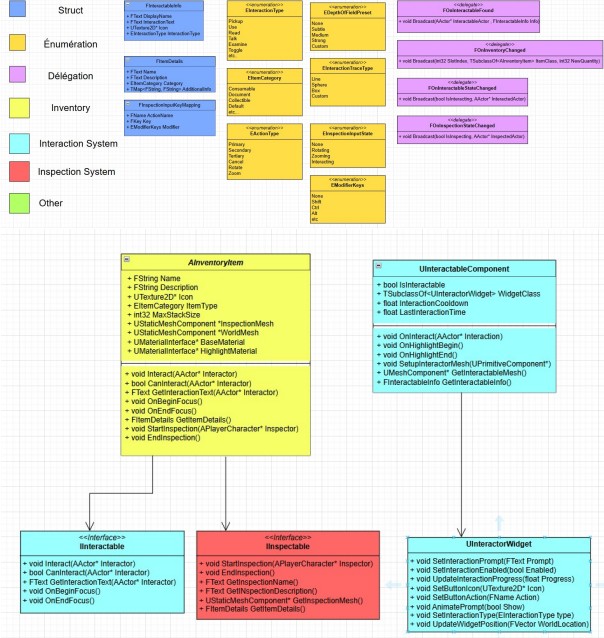 Struct
Énumération
Délégation
Inventory
Interaction System
Inspection System
Other
FInteractableInfo
+ FText DisplayName
+ FText InteractionText
+ UTexture2D* Icon
+ EInteractionType InteractionType
FItemDetails
+ FText Name
+ FText Description
+ EItemCategory Category
+ TMap<FString, FString> AdditionalInfo
FInspectionInputKeyMapping
+ FName ActionName
+ FKey Key
+ EModifierKeys Modifier
<<enumeration>>
EInteractionType
Pickup
Use
Read
Talk
Examine
Toggle
etc
<<enumeration>>
EItemCategory
Consumable
Document
Collectible
Default
etc.
<<enumeration>>
EActionType
Primary
Secondary
Tertiary
Cancel
Rotate
Zoom
<<enumeration>>
EDepthOfFieldPreset
None
Subtle
Medium
Strong
Custom
<<enumeration>>
EInteractionTraceType
Line
Sphere
Box
Custom
<<enumeration>>
EInspectionInputState
None
Rotating
Zooming
Interacting
<<enumeration>>
EModifierKeys
None
Shift
Ctrl
Alt
etc
<<delegate>>
FOnInteractableFound
+ void Broadcast(AActor* InteractableActor , FInteractableInfo Info)
<<delegate>>
FOnInventoryChanged
+ void Broadcast(int32 SlotIndex, TSubclassOf<AInventoryItem> ItemClass, int32 NewQuantity)
<<delegate>>
FOnInteractableStateChanged
+ void Broadcast(bool IsInteracting, AActor* InteractedActor)
<<delegate>>
FOnInspectionStateChanged
+ void Broadcast(bool IsInspecting, AActor* InspectedActor)
AInventoryItem
+ FString Name
+ FString Description
+ UTexture2D* Icon
+ EItemCategory ItemType
+ int32 MaxStackSize
+ UStaticMeshComponent *InspectionMesh
+ UStaticMeshComponent *WorldMesh
+ UMaterialInterface* BaseMaterial
+ UMaterialInterface* HighlightMaterial
+ void Interact(AActor* Interactor)
+ bool CanInteract(AActor* Interactor)
+ FText GetInteractionText(AActor* Interactor)
+ void OnBeginFocus()
+ void OnEndFocus()
+ FItemDetails GetItemDetails()
+ void StartInspection(APlayerCharacter* Inspector)
+ void EndInspection()
UInteractableComponent
+ bool IsInteractable
+ TSubclassOf<UInteractorWidget> WidgetClass
+ float InteractionCooldown
+ float LastInteractionTime
+ void OnInteract(AActor* Interaction)
+ void OnHighlightBegin()
+ void OnHighlightEnd()
+ void SetupInteractorMesh(UPrimitiveComponent*)
+ UMeshComponent* GetInteractableMesh()
+ FInteractableInfo GetInteractableInfo()
<<Interface>>
IInteractable
+ void Interact(AActor* Interactor)
+ bool CanInteract(AActor* Interactor)
+ FText GetInteractionText(AActor* Interactor)
+ void OnBeginFocus()
+ void OnEndFocus()
<<Interface>>
IInspectable
+ void StartInspection(APlayerCharacter* Inspector)
+ void EndInspection()
+ FText GetInspectionName()
+ FText GetINspectionDescription()
+ UStaticMeshComponent* GetInspectionMesh()
+ FItemDetails GetItemDetails()
UInteractorWidget
+ void SetInteractionPrompt(FText Prompt)
+ void SetInteractionEnabled(bool Enabled)
+ void UpdateInteractionProgress(float Progress)
+ void SetButtonIcon(UTexture2D* Icon)
+ void SetButtonAction(FName Action)
+ void AnimatePrompt(bool Show)
+ void SetInteractionType(EInteractionType type)
+ void UpdateWidgetPosition(FVector WorldLocation)